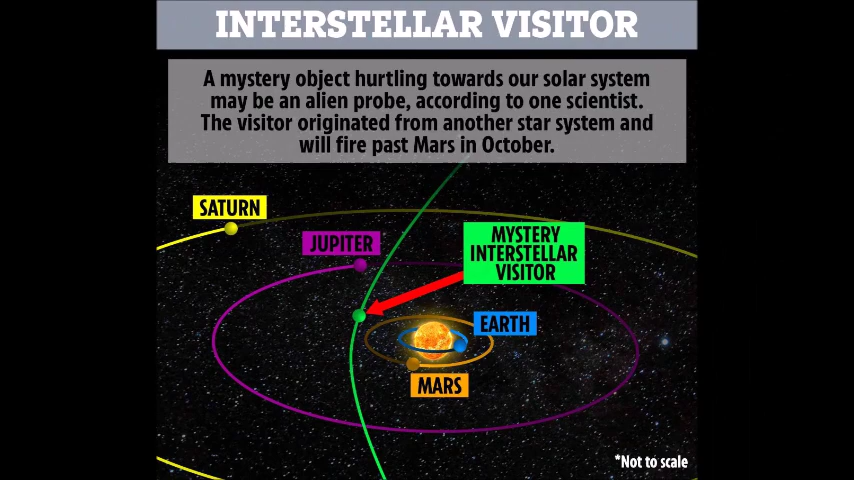 INTERSTELLAR VISITOR
A mystery object hurtling towards our solar system
may be an alien probe, according to one scientist.
The visitor originated from another star system and
will fire past Mars in October.
SATURN
JUPITER
MYSTERY
INTERSTELLAR
VISITOR
EARTH
MARS
*Not to scale